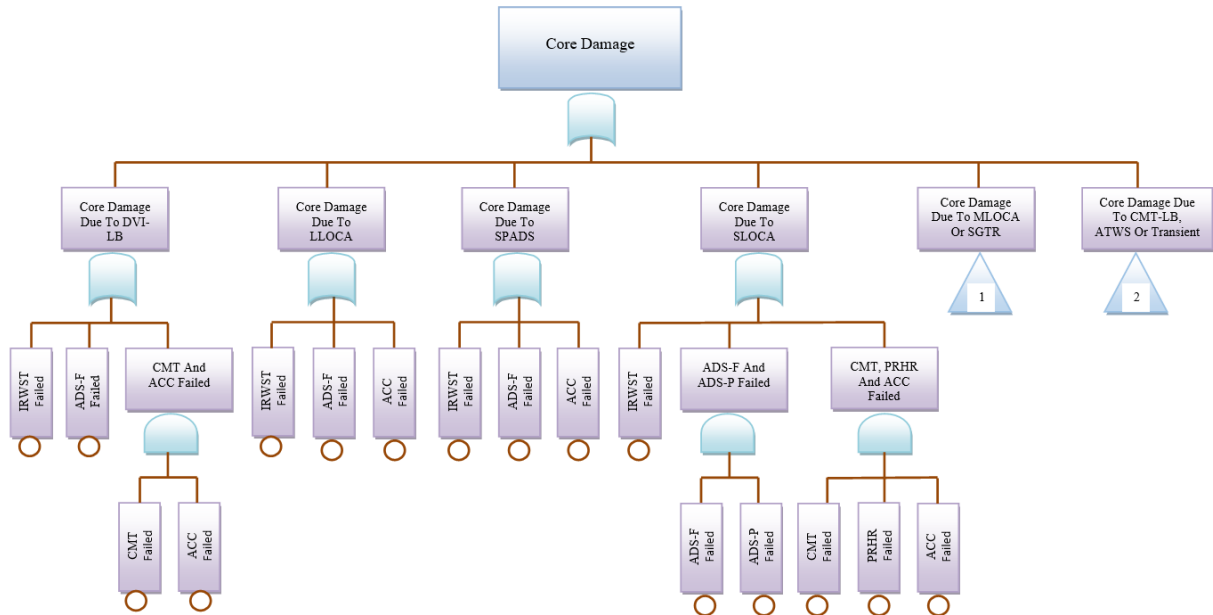 Core Damage
Core Damage
Due To DVI-
LB
Core Damage
Due To
LLOCA
Core Damage
Due To
SPADS
Core Damage
Due To
SLOCA
Core Damage
Due To MLOCA
Or SGTR
Core Damage Due
To CMT-LB,
ATWS Or Transient
1
2
IRWST
Failed
ADS-F
Failed
CMT And
ACC Failed
IRWST
Failed
ADS-F
Failed
ACC
Failed
IRWST
Failed
ADS-F
Failed
ACC
Failed
IRWST
Failed
ADS-F And
ADS-P Failed
CMT, PRHR
And ACC
Failed
CMT
Failed
ACC
Failed
ADS-F
Failed
ADS-P
Failed
CMT
Failed
PRHR
Failed
ACC
Failed